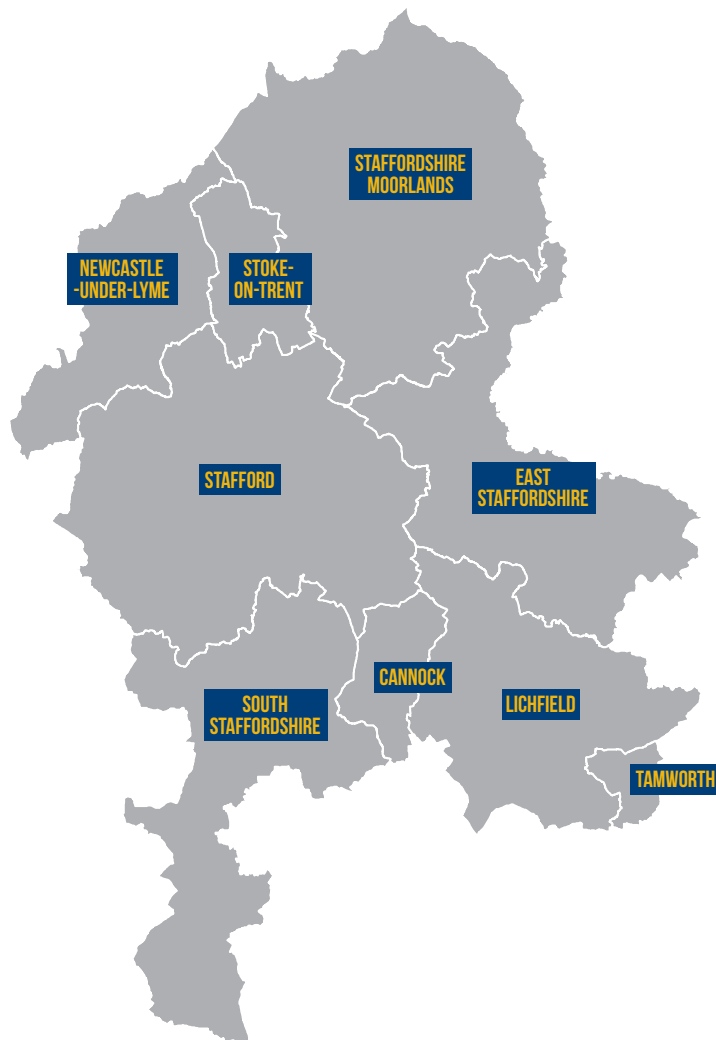 STAFFORDSHIRE
MOORLANDS
NEWCASTLE
-UNDER-LYME
STOKE-
ON-TRENT
STAFFORD
EAST
STAFFORDSHIRE
CANNOCK
SOUTH
STAFFORDSHIRE
LICHFIELD
TAMWORTH